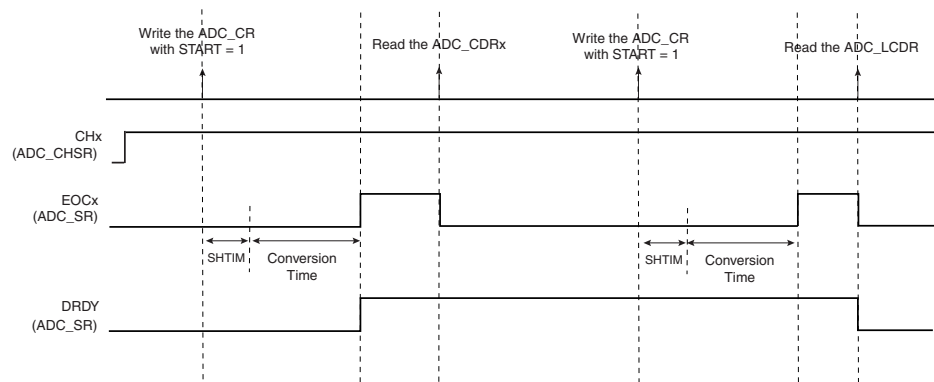 Write the ADC_CR
with START = 1
Read the ADC_CDRx
Write the ADC_CR
with START = 1
Read the ADC_LCDR
CHx
(ADC_CHSR)
EOCx
(ADC_SR)
SHTIM
Conversion
Time
SHTIM
Conversion
Time
DRDY
(ADC_SR)